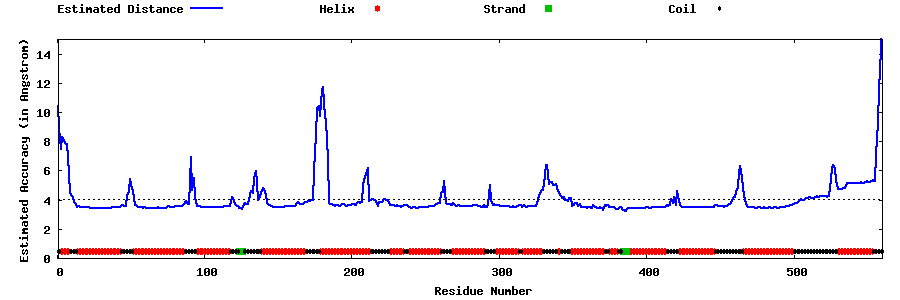 Estimated Distance Helix Strand Coil
Estimated Accuracy (in Angstrom)
14
12
10
8
6
4
2
0
0 100 200 300 400 500
Residue Number